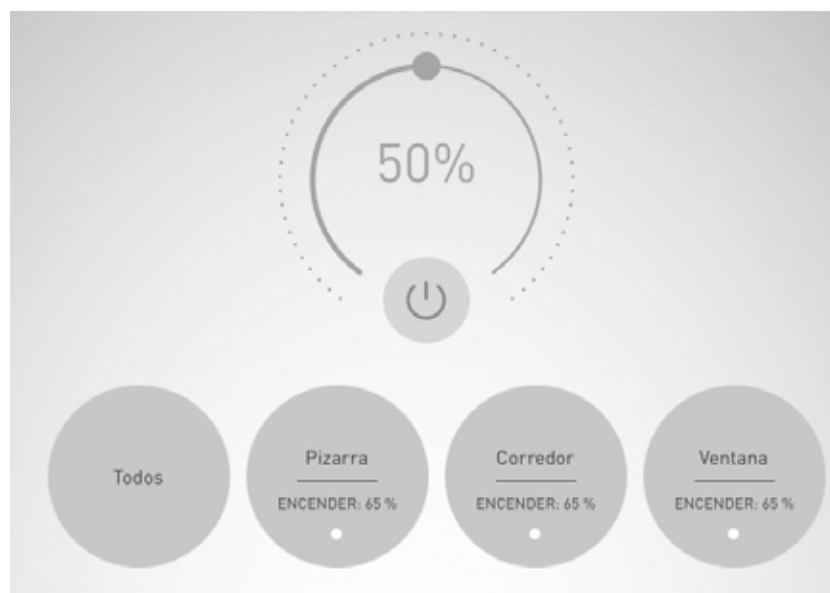 50%
Todos
Pizarra
ENCENDER: 65 %
Corredor
ENCENDER: 65 %
Ventana
ENCENDER: 65 %